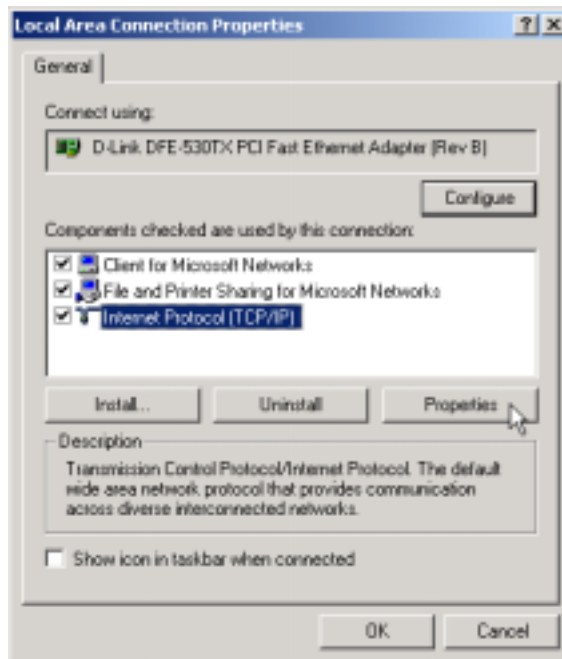 Local Area Connection Properties
General
Connect using:
D-Link DFE-530TX PCI Fast Ethernet Adapter (Rev B)
Configure
Components checked are used by this connection:
Client for Microsoft Networks
File and Printer Sharing for Microsoft Networks
Internet Protocol (TCP/IP)
Install... Uninstall Properties
Description
Transmission Control Protocol/Internet Protocol. The default
wide area network protocol that provides communication
across diverse interconnected networks.
Show icon in taskbar when connected
OK Cancel